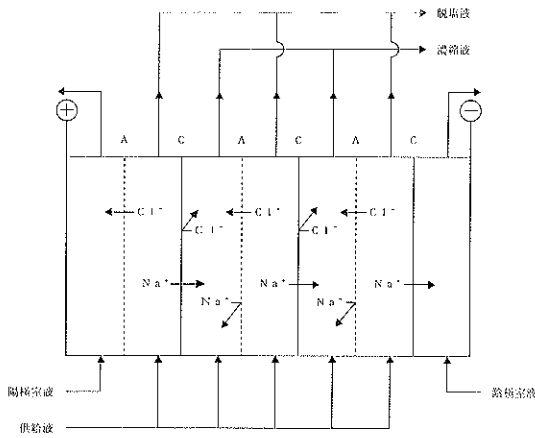 脱塩液
濃縮液
+
−
A C A C A C
Cl⁻ Cl⁻ Cl⁻
Cl⁻ Cl⁻
Na⁺ Na⁺ Na⁺
Na⁺ Na⁺
陽極室液
陰極室液
供給液